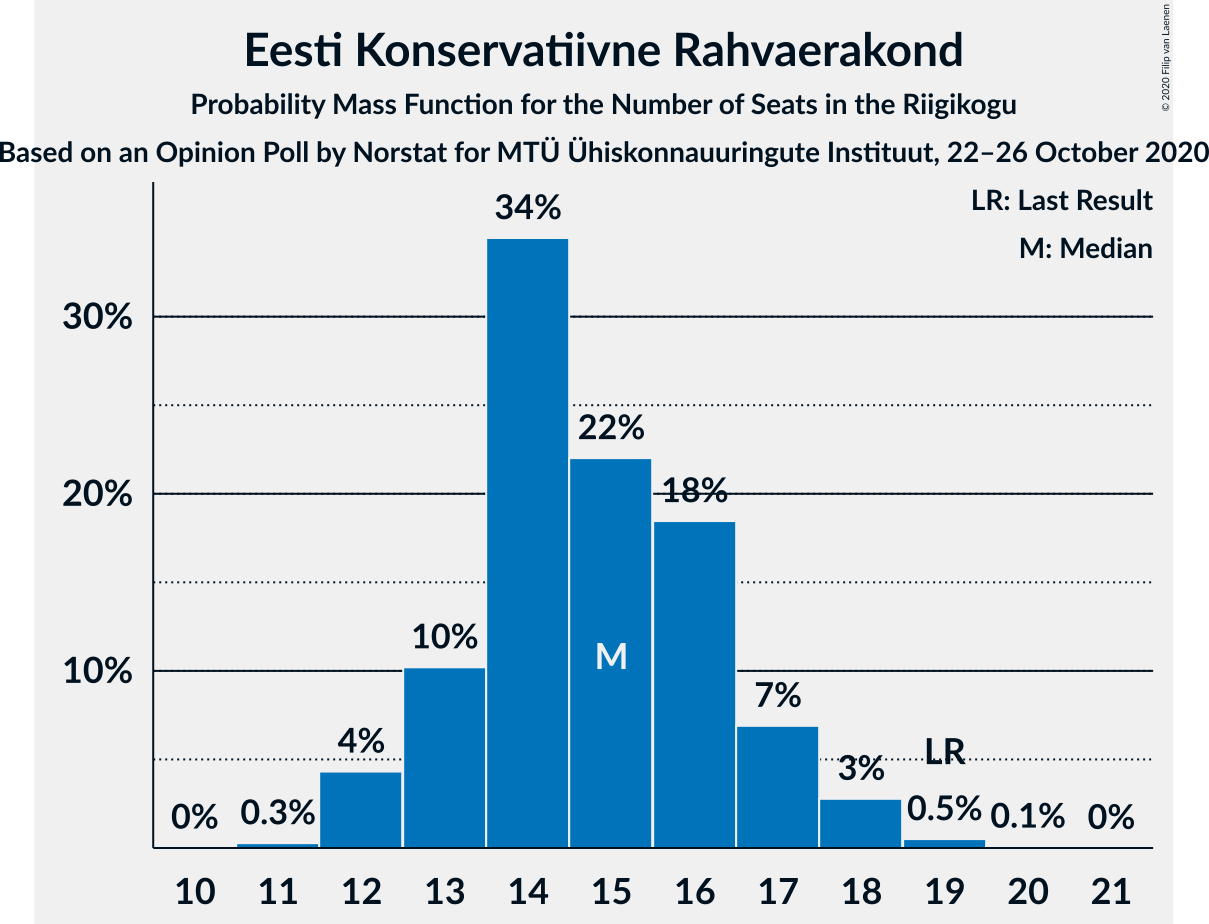 Eesti Konservatiivne Rahvaerakond
Probability Mass Function for the Number of Seats in the Riigikogu
Based on an Opinion Poll by Norstat for MTÜ Ühiskonnauuringute Instituut, 22–26 October 2020
© 2020 Filip van Laenen
LR: Last Result
M: Median
34%
30%
22%
20%
18%
10%
10%
M
7%
4%
3%
LR
0%
0.3%
0.5%
0.1%
0%
10 11 12 13 14 15 16 17 18 19 20 21